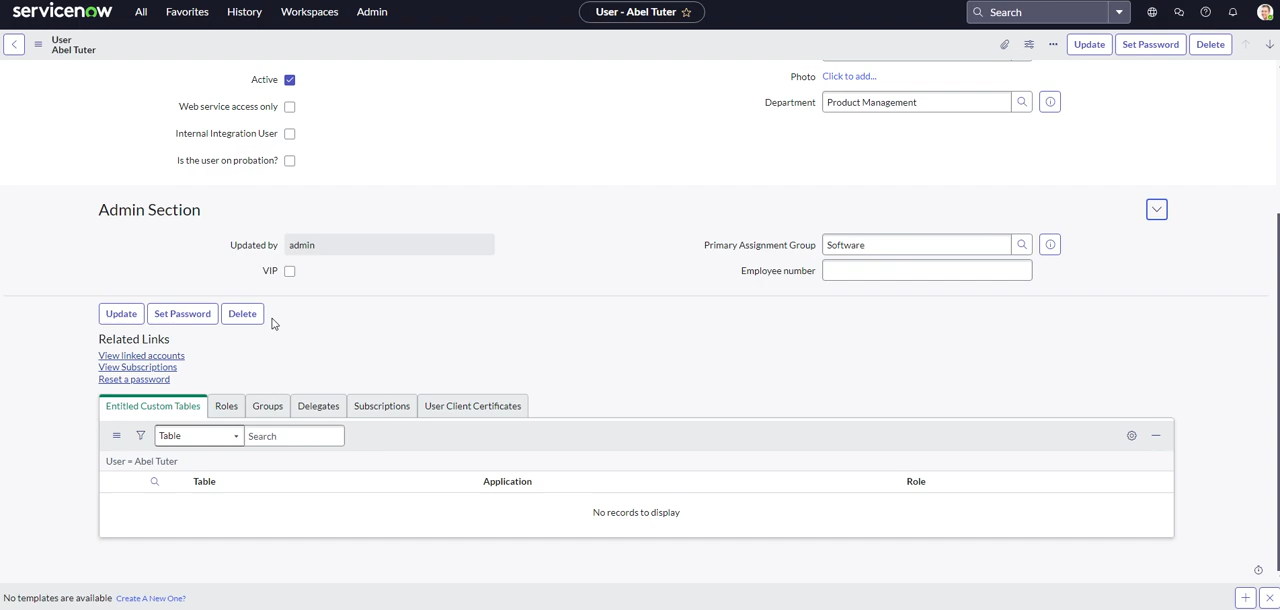 servicenow All Favorites History Workspaces Admin User - Abel Tuter Search
User
Abel Tuter
Update Set Password Delete
Active
Photo Click to add...
Web service access only
Department Product Management
Internal Integration User
Is the user on probation?
Admin Section
Updated by admin
Primary Assignment Group Software
VIP
Employee number
Update Set Password Delete
Related Links
View linked accounts
View Subscriptions
Reset a password
Entitled Custom Tables Roles Groups Delegates Subscriptions User Client Certificates
Table Search
User = Abel Tuter
Table Application Role
No records to display
No templates are available Create A New One?